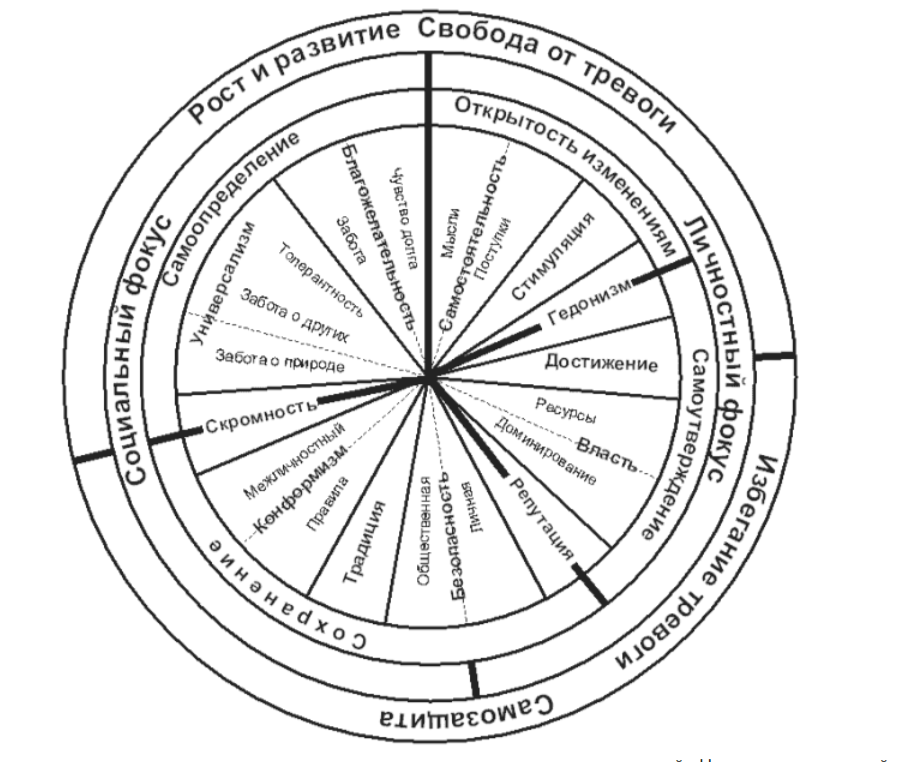 Рост и развитие
Свобода от тревоги
Избегание тревоги
Самозащита
Социальный фокус
Личностный фокус
Самоопределение
Открытость изменениям
Самоутверждение
Сохранение
Благожелательность
Чувство долга
Забота
Самостоятельность
Мысли
Поступки
Стимуляция
Гедонизм
Достижение
Власть
Ресурсы
Доминирование
Репутация
Безопасность
Личная
Общественная
Традиция
Конформизм
Межличностный
Правила
Скромность
Универсализм
Толерантность
Забота о других
Забота о природе